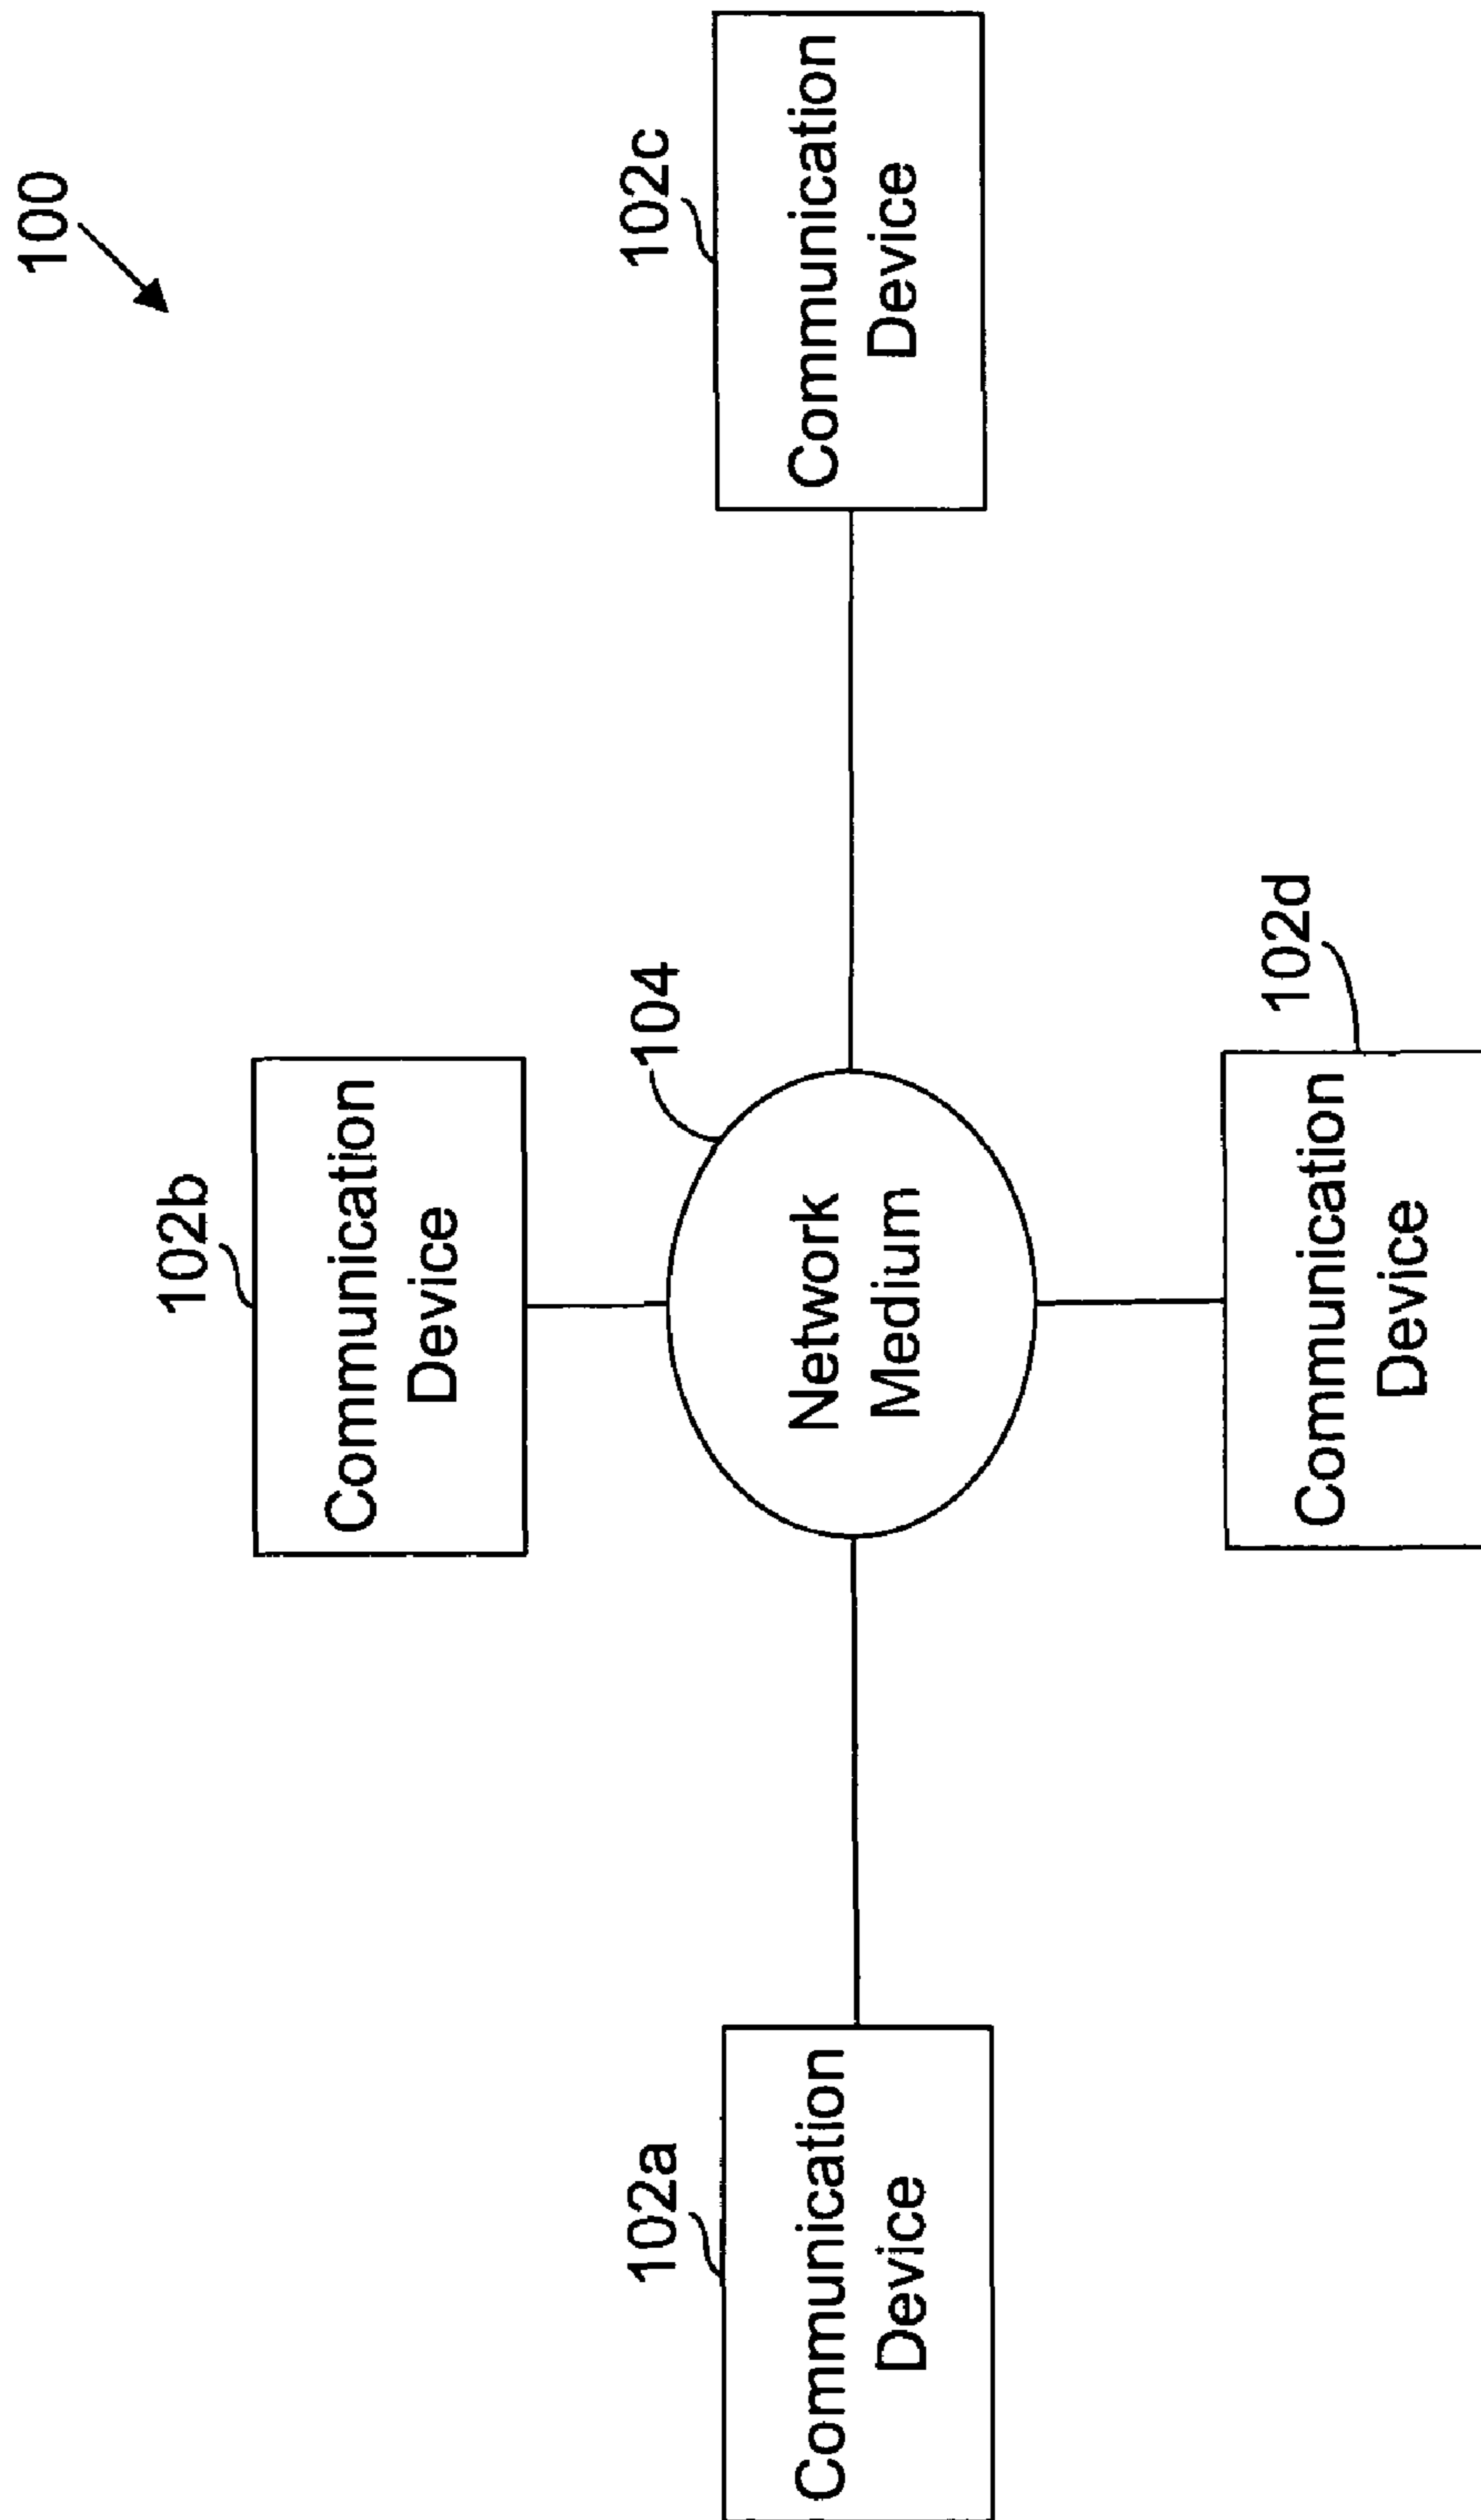 100
102b
Communication
Device
102a
Communication
Device
104
Network
Medium
102c
Communication
Device
102d
Communication
Device